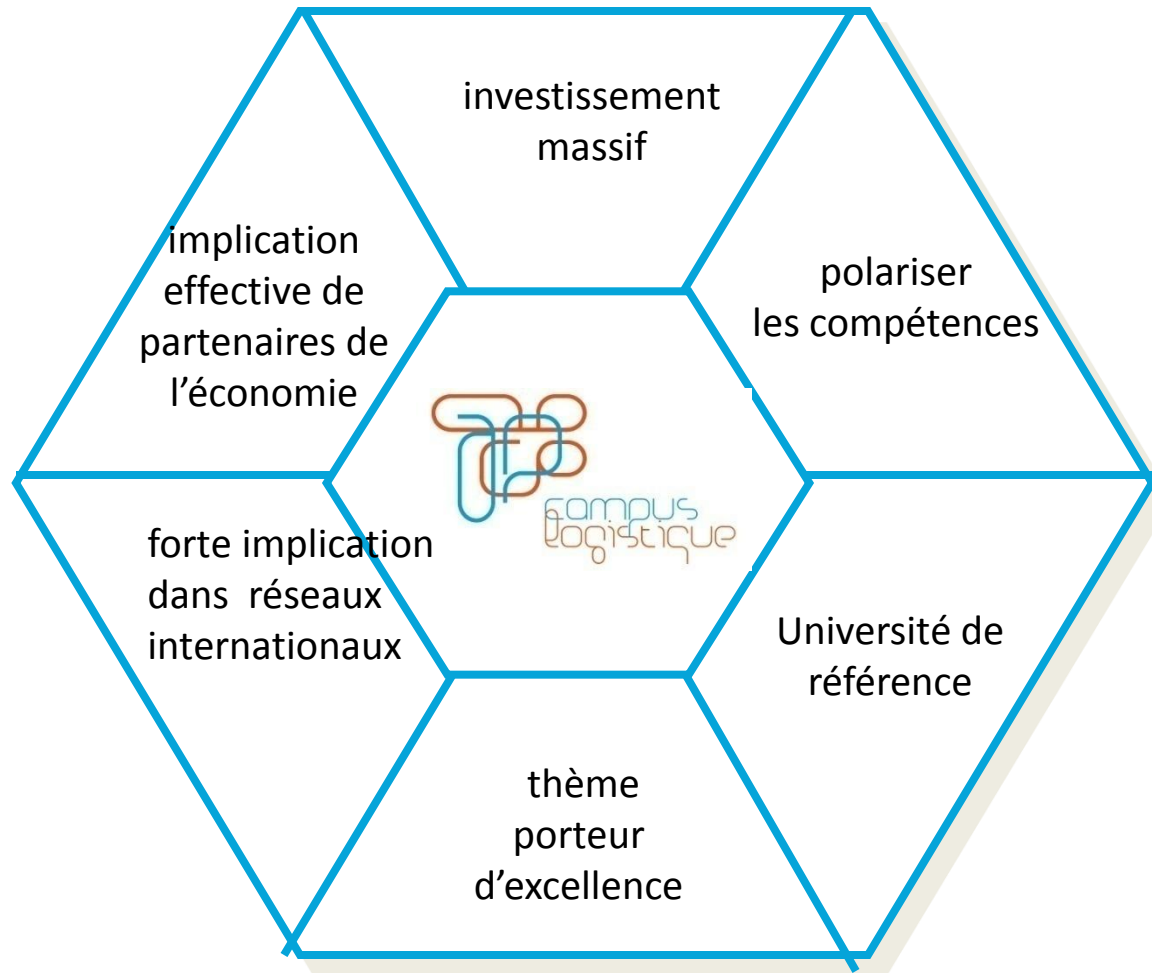 investissement
massif
implication
effective de
partenaires de
l'économie
polariser
les compétences
campus
logistique
forte implication
dans réseaux
internationaux
Université de
référence
thème
porteur
d'excellence